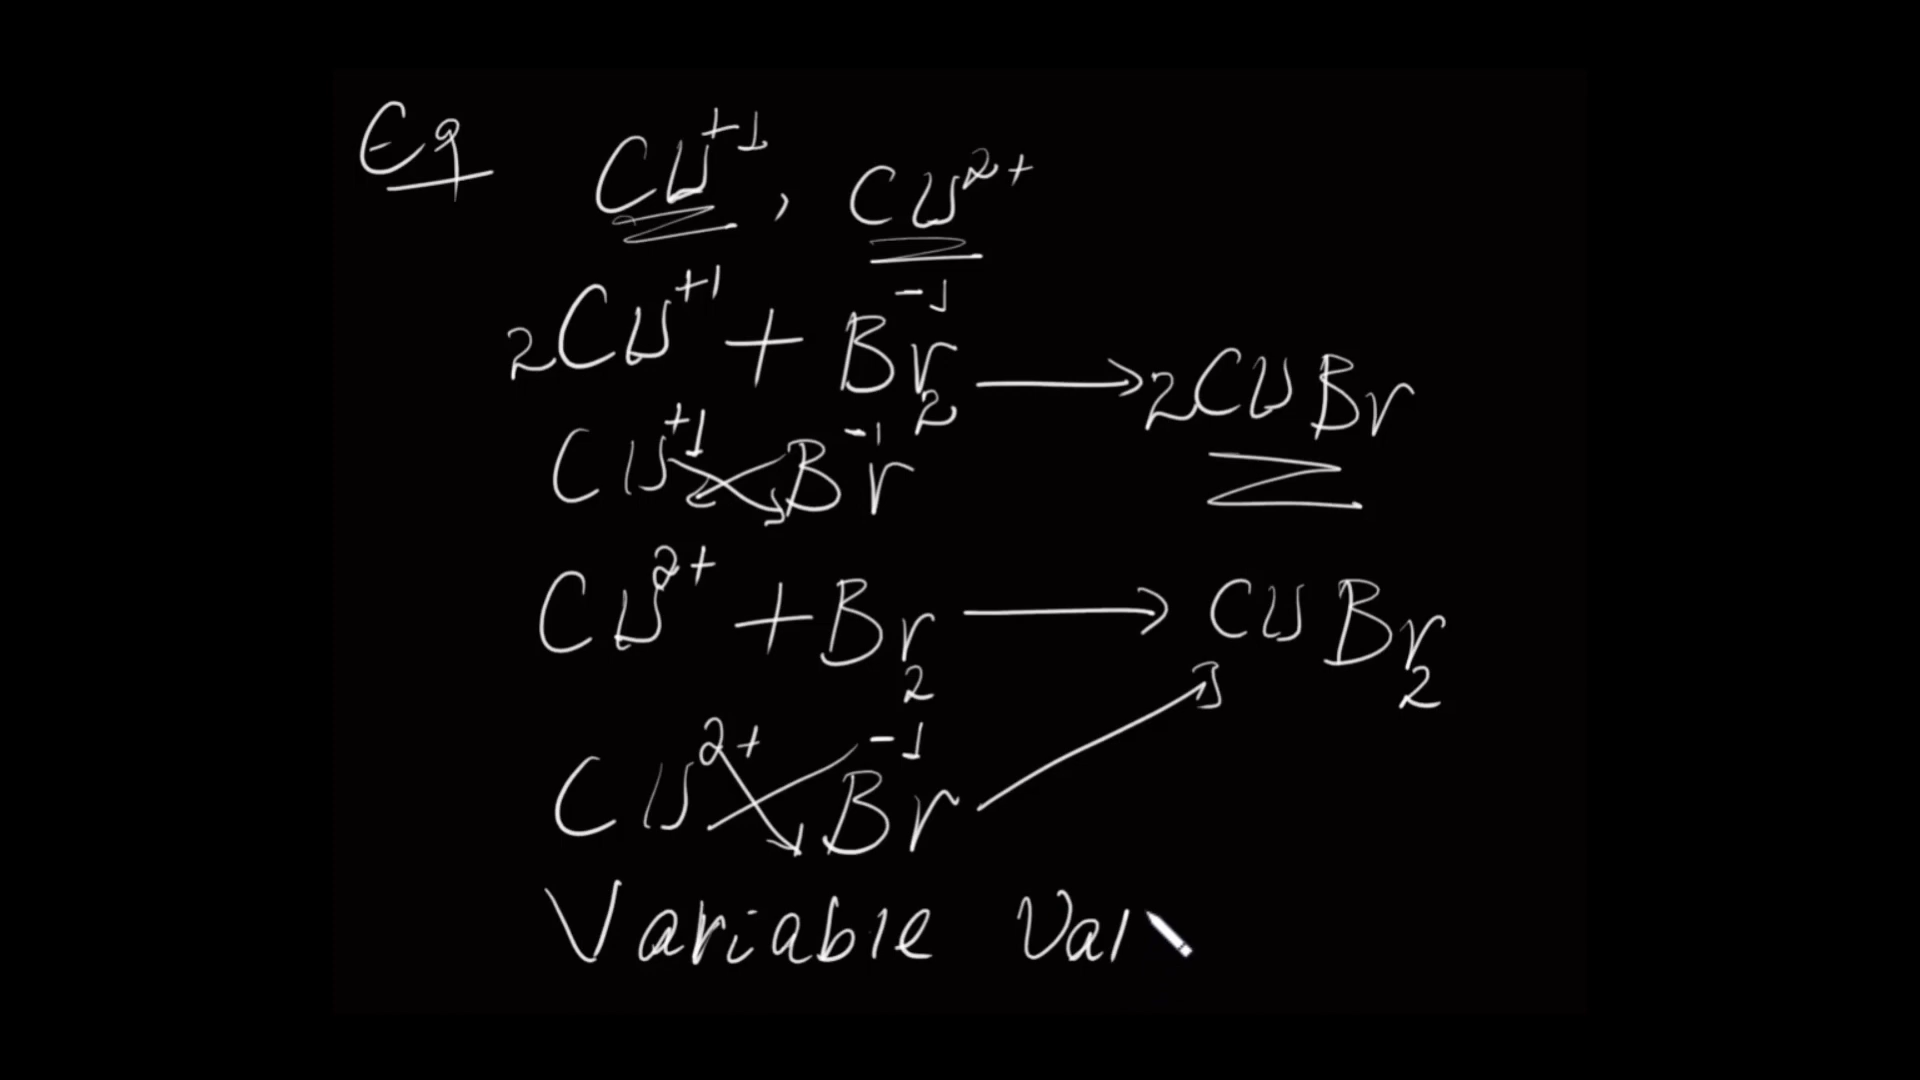 Eg Cu⁺¹, Cu²⁺
2Cu⁺¹ + Br₂⁻¹ → 2CuBr
Cu⁺¹ Br⁻¹
Cu²⁺ + Br₂ → CuBr₂
Cu²⁺ Br⁻¹
Variable Val